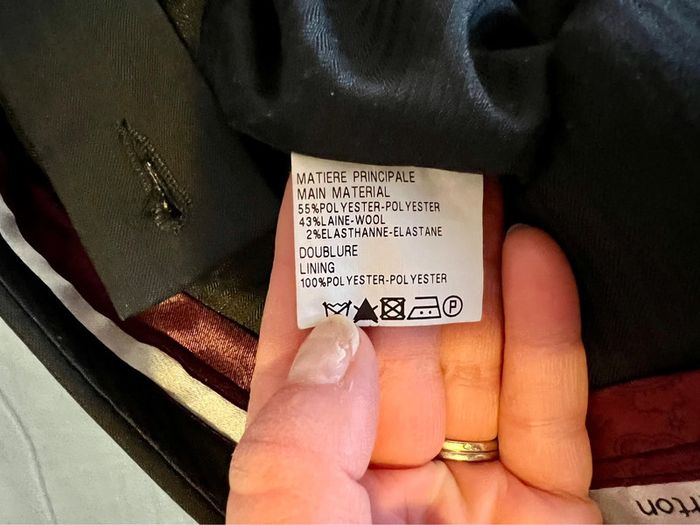 MATIERE PRINCIPALE
MAIN MATERIAL
55%POLYESTER-POLYESTER
43%LAINE-WOOL
2%ELASTHANNE-ELASTANE
DOUBLURE
LINING
100%POLYESTER-POLYESTER
P